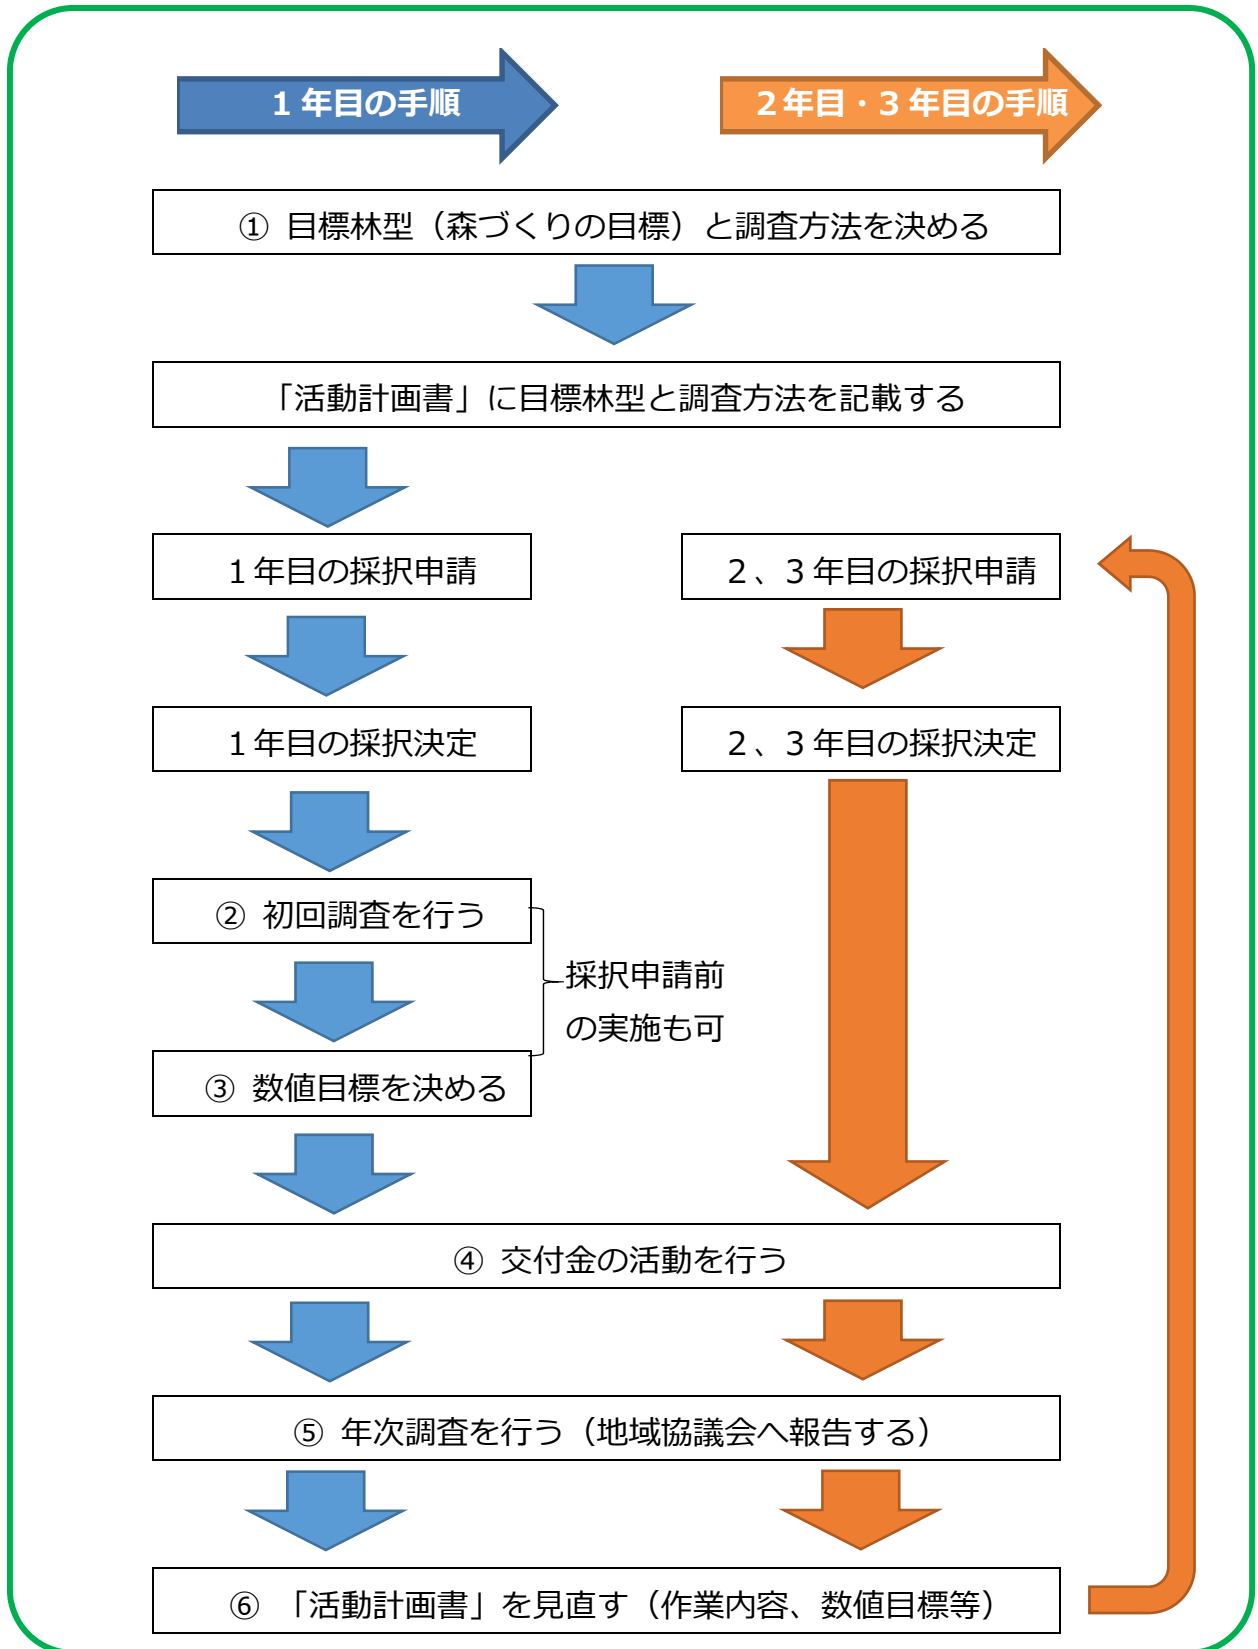 １年目の手順
２年目・３年目の手順
① 目標林型（森づくりの目標）と調査方法を決める
「活動計画書」に目標林型と調査方法を記載する
１年目の採択申請
２、３年目の採択申請
１年目の採択決定
２、３年目の採択決定
② 初回調査を行う
採択申請前
の実施も可
③ 数値目標を決める
④ 交付金の活動を行う
⑤ 年次調査を行う（地域協議会へ報告する）
⑥ 「活動計画書」を見直す（作業内容、数値目標等）